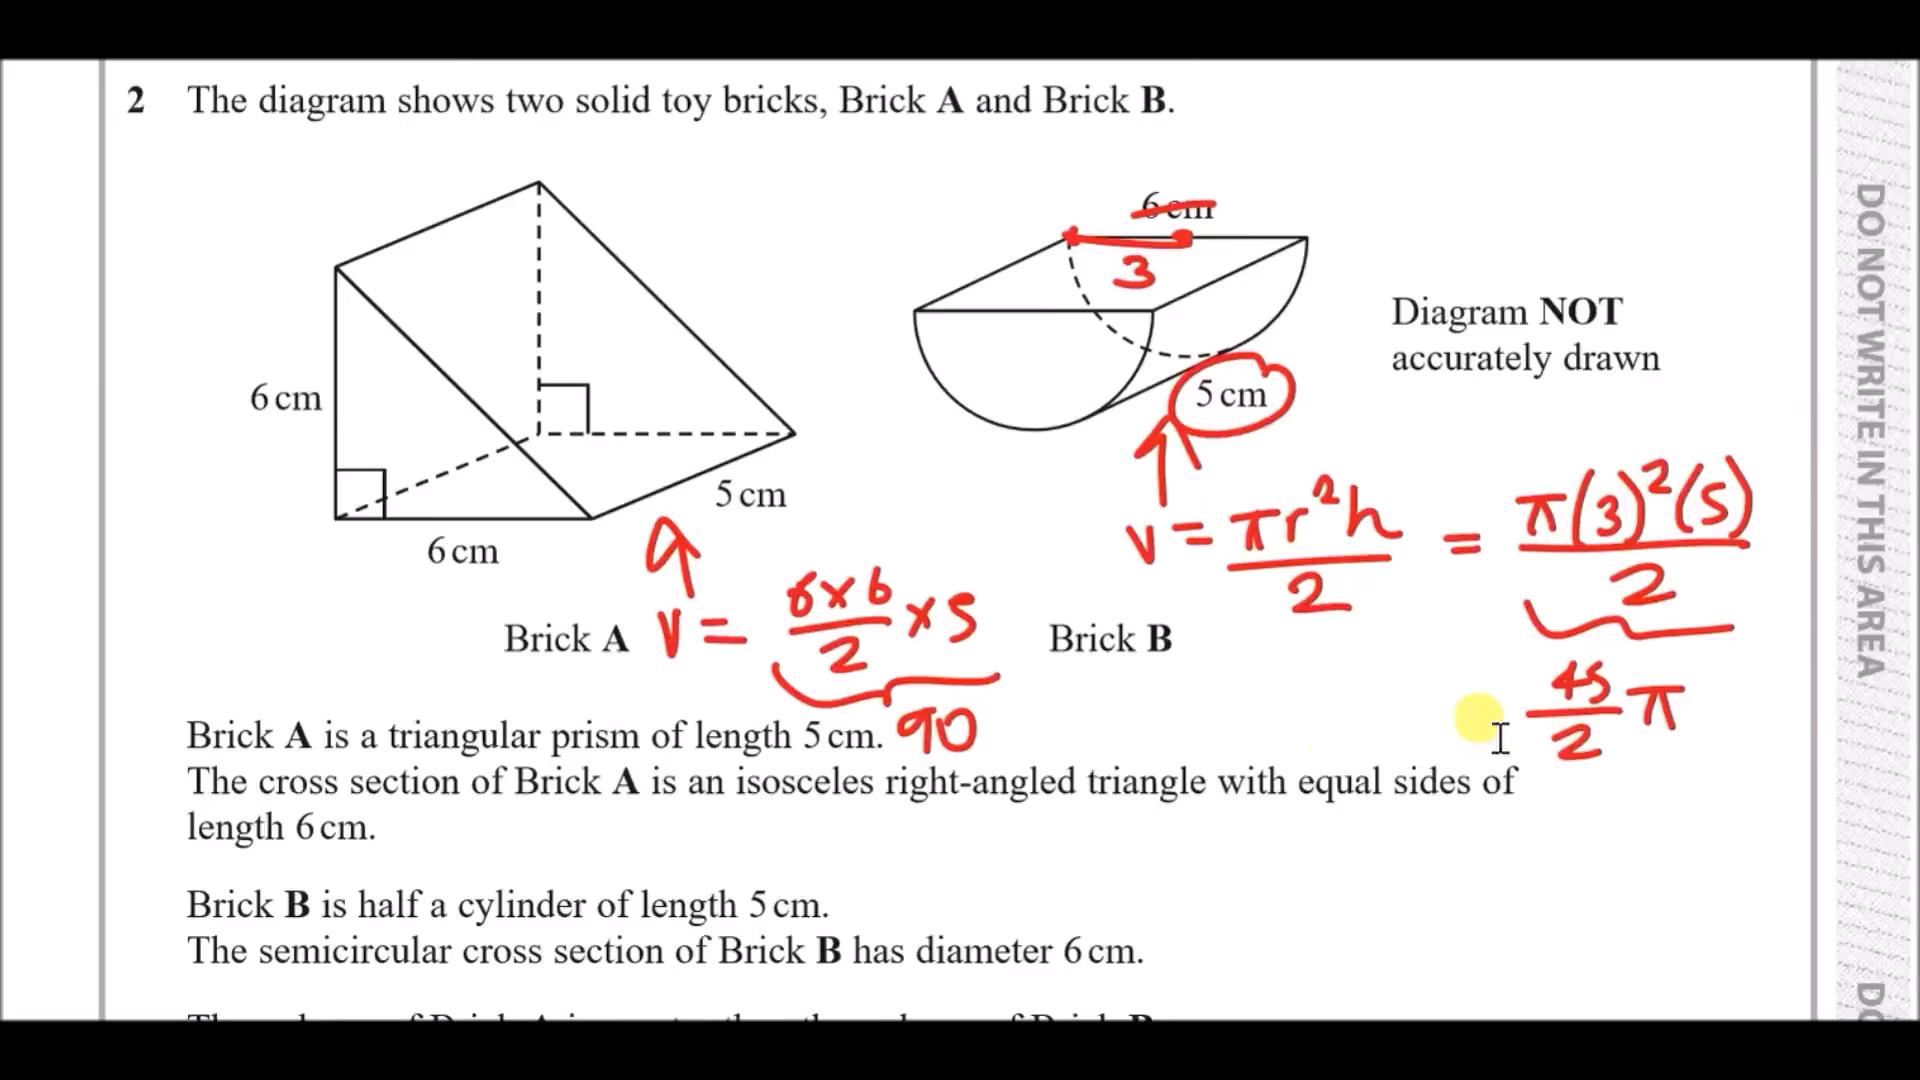 2 The diagram shows two solid toy bricks, Brick A and Brick B.
6 cm
3
Diagram NOT
accurately drawn
6 cm
5 cm
5 cm
6 cm
V = πr²h / 2 = π(3)²(5) / 2
V = 6×6 / 2 × 5
Brick A
Brick B
45 / 2 π
90
Brick A is a triangular prism of length 5 cm.
The cross section of Brick A is an isosceles right-angled triangle with equal sides of
length 6 cm.
Brick B is half a cylinder of length 5 cm.
The semicircular cross section of Brick B has diameter 6 cm.
DO NOT WRITE IN THIS AREA
DO